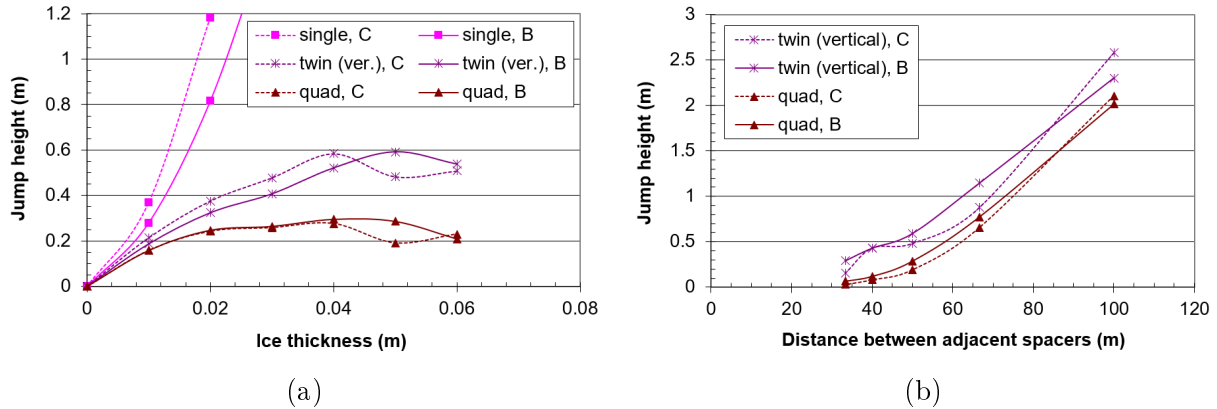 1.2
1
0.8
0.6
0.4
0.2
0
Jump height (m)
single, C
single, B
twin (ver.), C
twin (ver.), B
quad, C
quad, B
0
0.02
0.04
0.06
0.08
Ice thickness (m)
(a)
3
2.5
2
1.5
1
0.5
0
Jump height (m)
twin (vertical), C
twin (vertical), B
quad, C
quad, B
0
20
40
60
80
100
120
Distance between adjacent spacers (m)
(b)